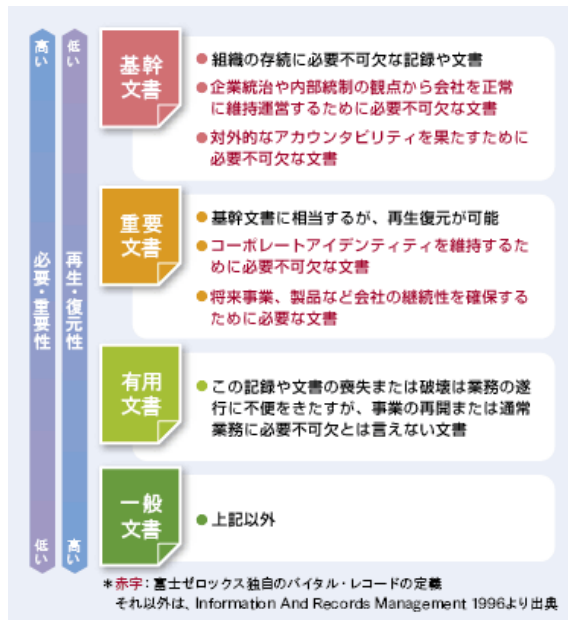 高い
低い
必要・重要性
再生・復元性
低い
高い
基幹
文書
●組織の存続に必要不可欠な記録や文書
●企業統治や内部統制の観点から会社を正常
に維持運営するために必要不可欠な文書
●対外的なアカウンタビリティを果たすために
必要不可欠な文書
重要
文書
●基幹文書に相当するが、再生復元が可能
●コーポレートアイデンティティを維持するた
めに必要不可欠な文書
●将来事業、製品など会社の継続性を確保する
ために必要な文書
有用
文書
●この記録や文書の喪失または破壊は業務の遂
行に不便をきたすが、事業の再開または通常
業務に必要不可欠とは言えない文書
一般
文書
●上記以外
＊赤字：富士ゼロックス独自のバイタル・レコードの定義
それ以外は、Information And Records Management 1996より出典